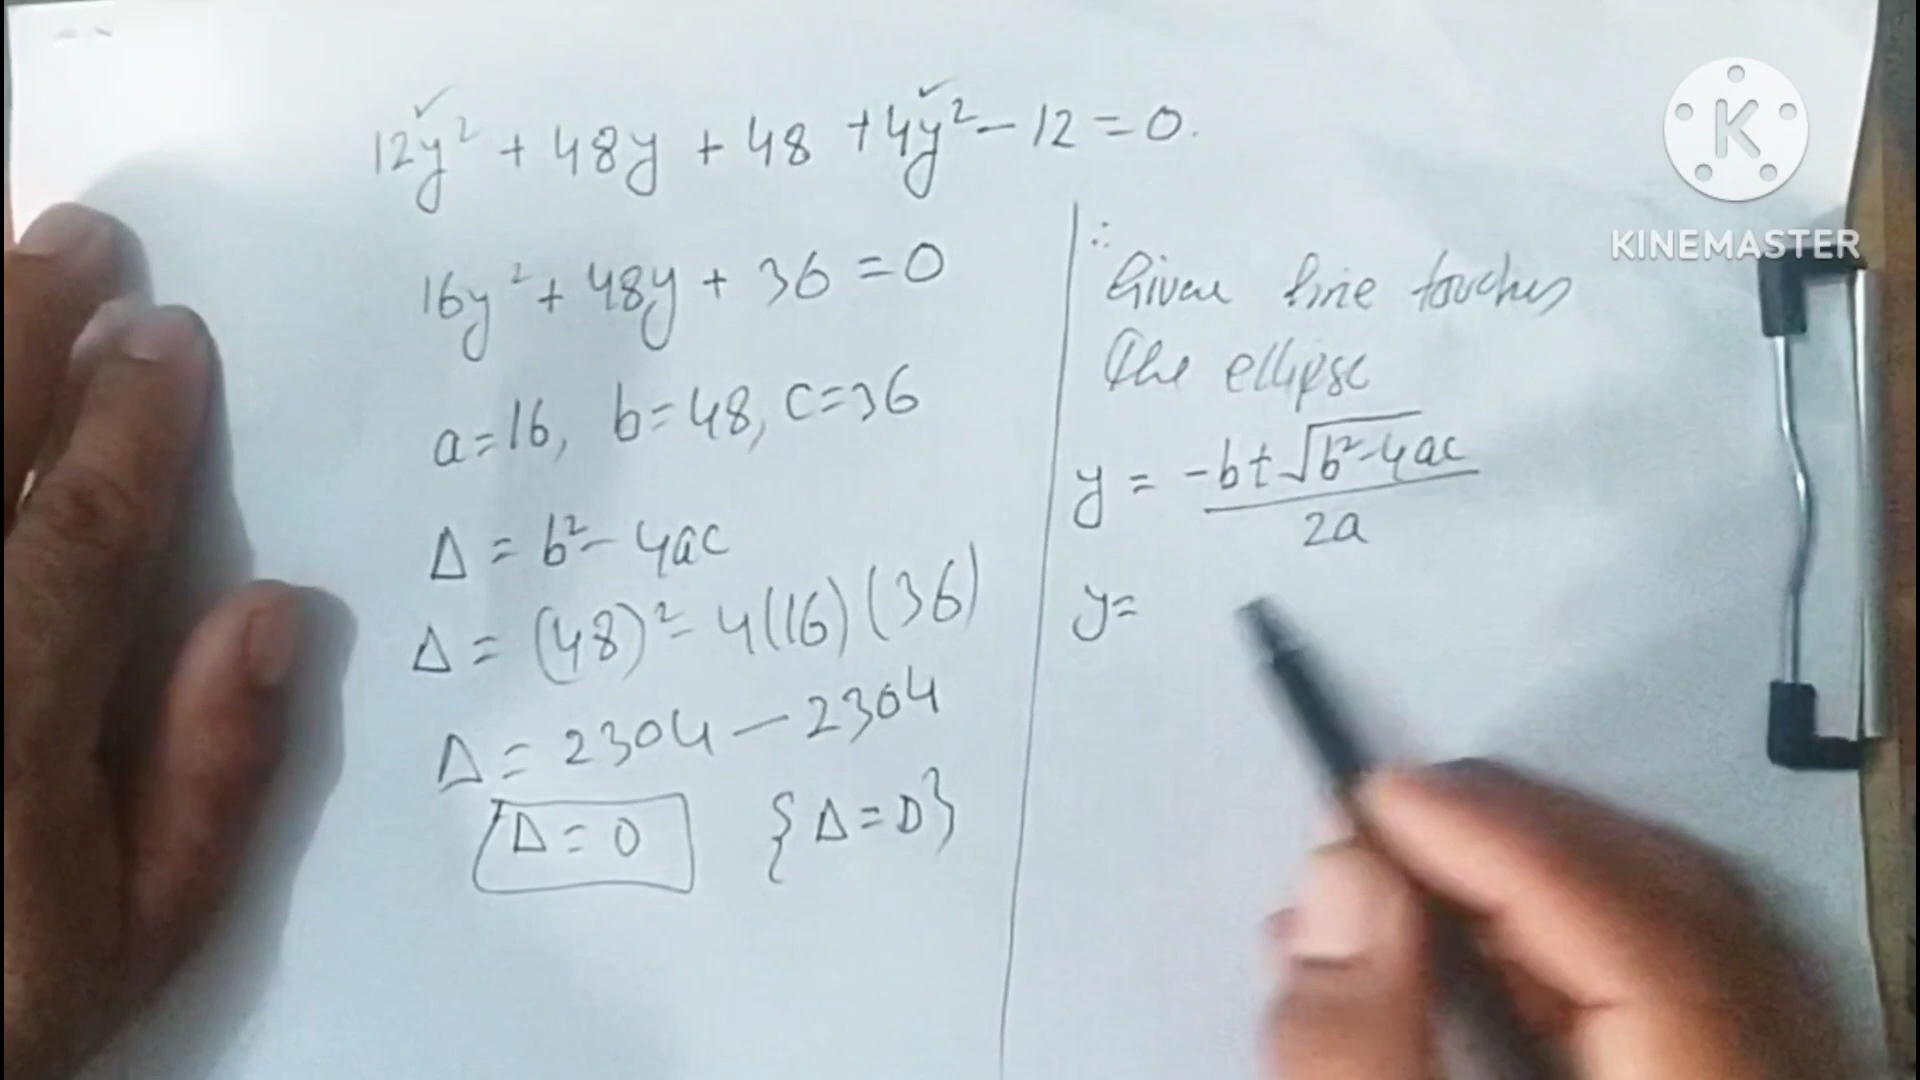 12y² + 48y + 48 + 4y² - 12 = 0.
16y² + 48y + 36 = 0
a=16, b=48, c=36
Δ = b² - 4ac
Δ = (48)² - 4(16)(36)
Δ = 2304 - 2304
Δ = 0 {Δ = D}
∴
Given line touches
the ellipse
y = -b±√b²-4ac
2a
y=
K
KINEMASTER